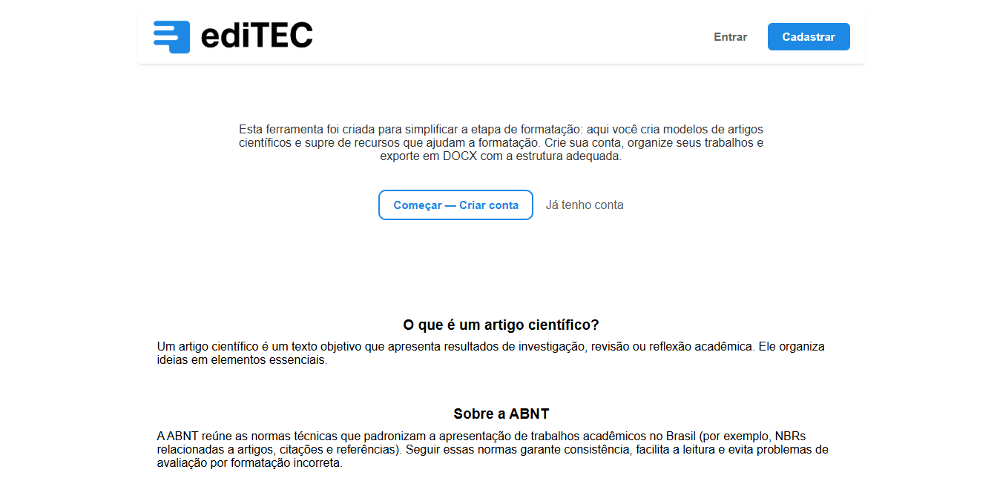 ediTEC
Entrar
Cadastrar
Esta ferramenta foi criada para simplificar a etapa de formatação: aqui você cria modelos de artigos
científicos e supre de recursos que ajudam a formatação. Crie sua conta, organize seus trabalhos e
exporte em DOCX com a estrutura adequada.
Começar — Criar conta
Já tenho conta
O que é um artigo científico?
Um artigo científico é um texto objetivo que apresenta resultados de investigação, revisão ou reflexão acadêmica. Ele organiza
ideias em elementos essenciais.
Sobre a ABNT
A ABNT reúne as normas técnicas que padronizam a apresentação de trabalhos acadêmicos no Brasil (por exemplo, NBRs
relacionadas a artigos, citações e referências). Seguir essas normas garante consistência, facilita a leitura e evita problemas de
avaliação por formatação incorreta.